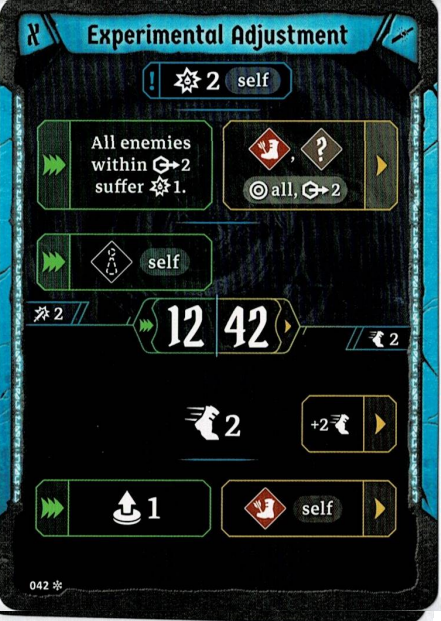 Experimental Adjustment
! 2 self
All enemies
within 2
suffer 1.
, ?
all, 2
self
2
12 42
2
2
+2
1
self
042